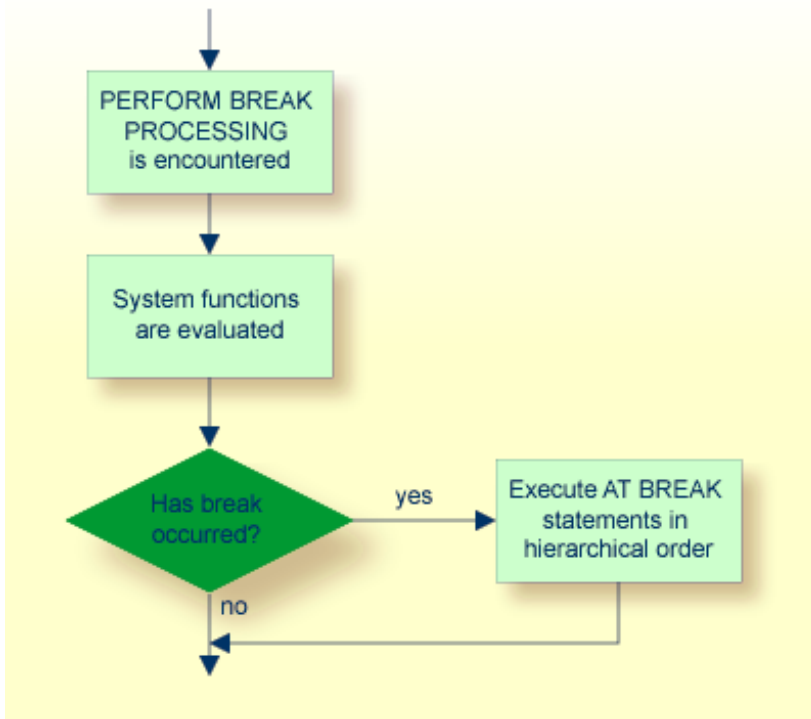 PERFORM BREAK
PROCESSING
is encountered
System functions
are evaluated
Has break
occurred?
yes
Execute AT BREAK
statements in
hierarchical order
no